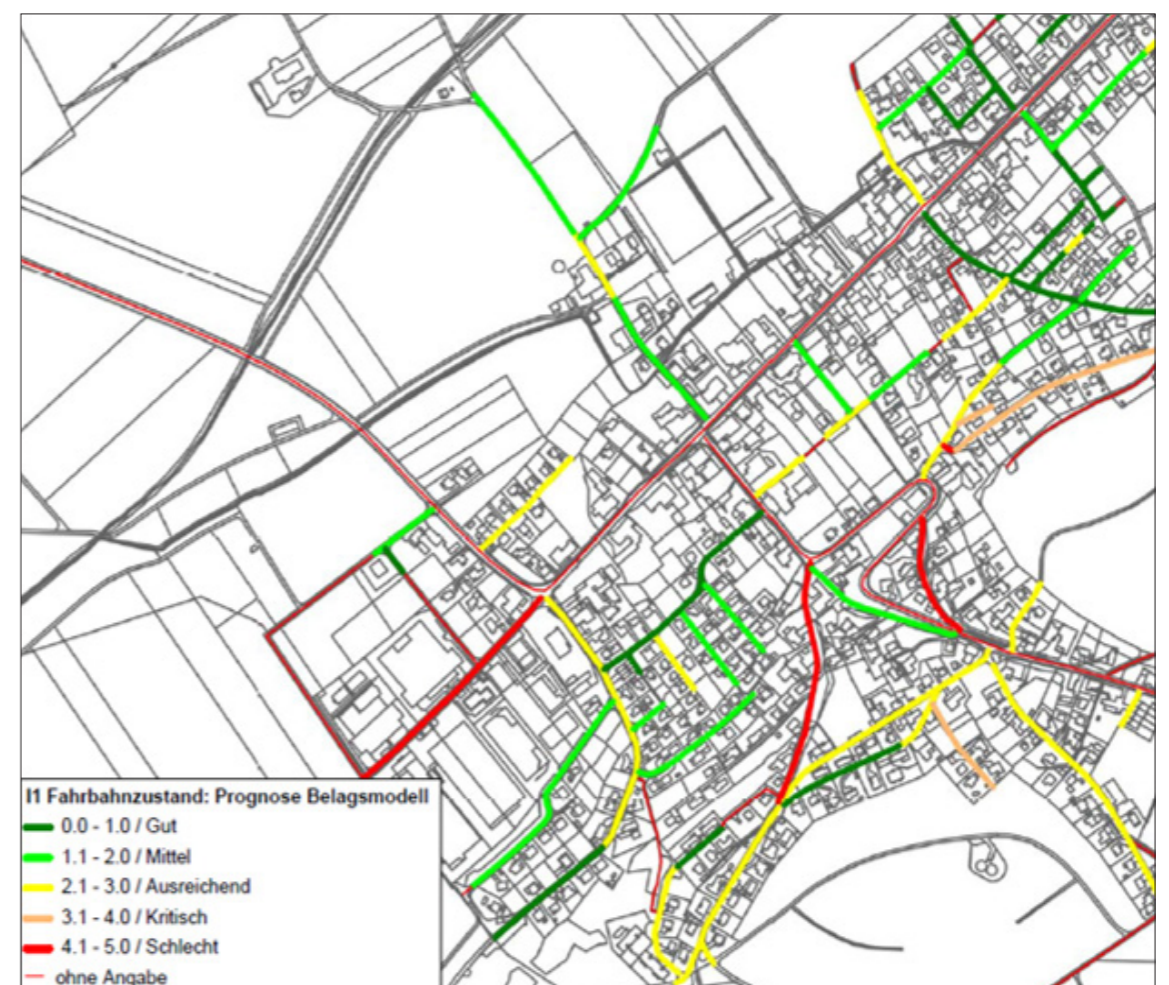 I1 Fahrbahnzustand: Prognose Belagsmodell
0.0 - 1.0 / Gut
1.1 - 2.0 / Mittel
2.1 - 3.0 / Ausreichend
3.1 - 4.0 / Kritisch
4.1 - 5.0 / Schlecht
ohne Angabe